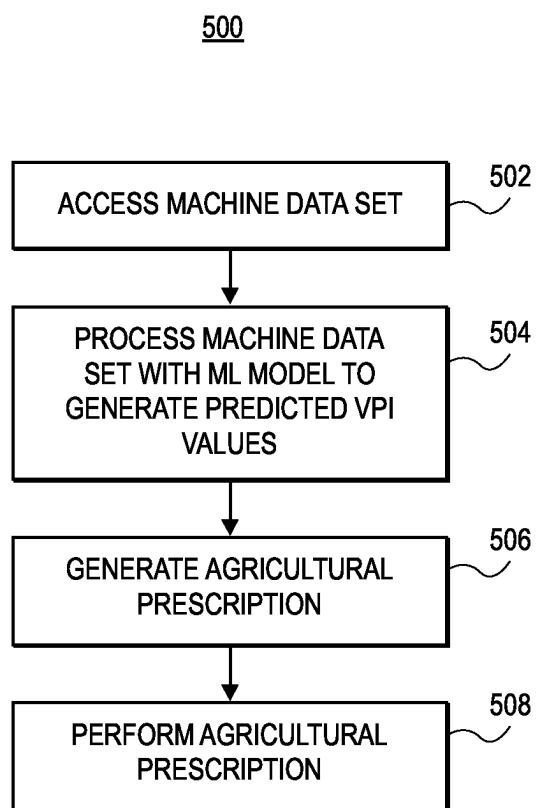 500
ACCESS MACHINE DATA SET
502
PROCESS MACHINE DATA
SET WITH ML MODEL TO
GENERATE PREDICTED VPI
VALUES
504
GENERATE AGRICULTURAL
PRESCRIPTION
506
PERFORM AGRICULTURAL
PRESCRIPTION
508